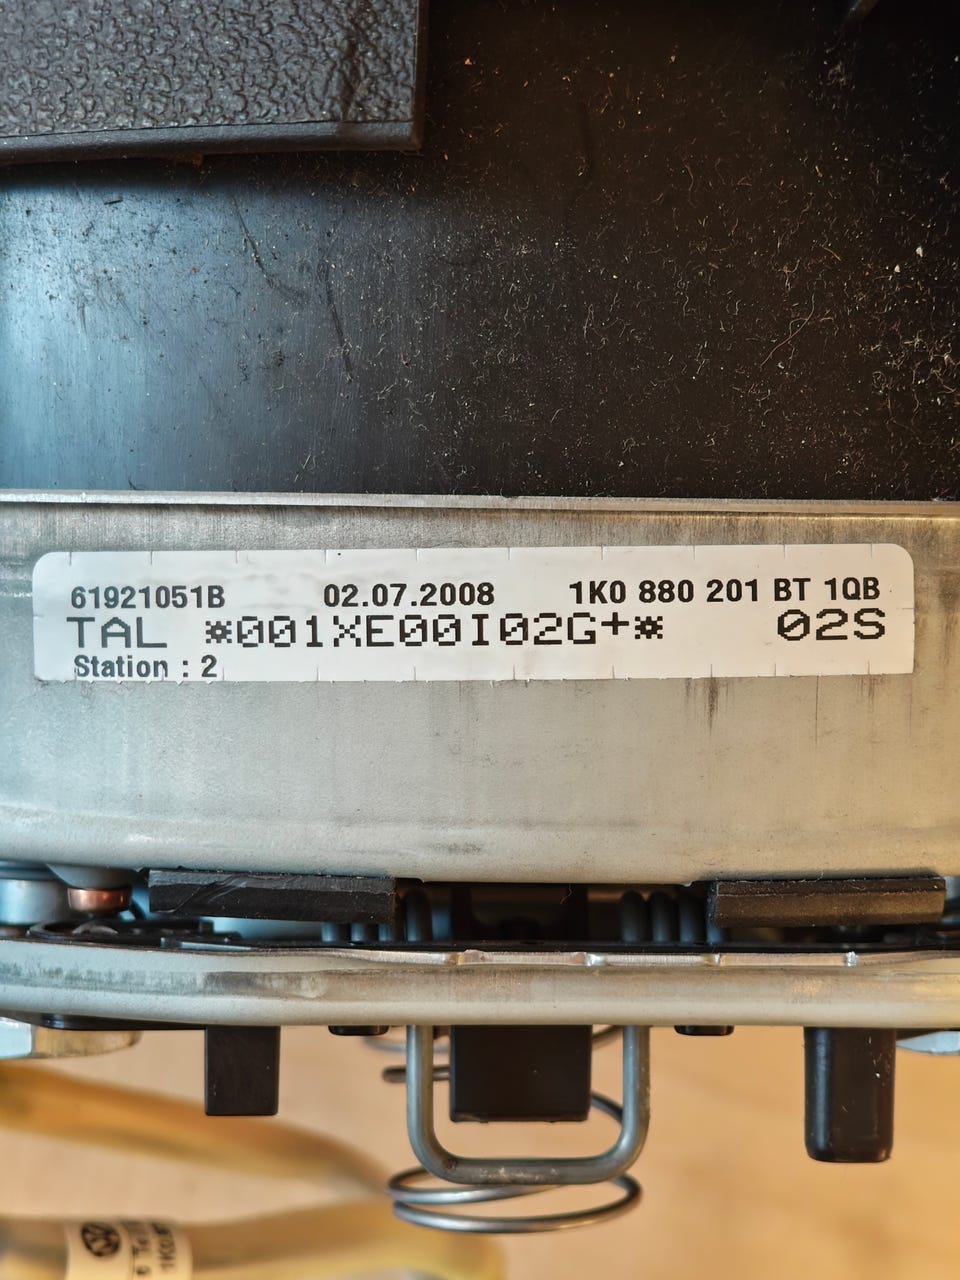 61921051B 02.07.2008 1K0 880 201 BT 1QB
TAL *001XE00I02G+* 02S
Station : 2